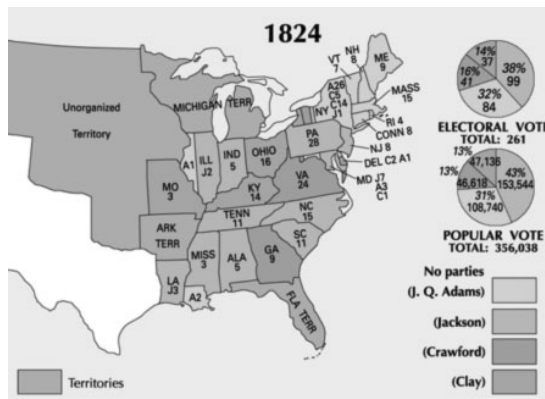 1824
Unorganized
Territory
MICHIGAN TERR
VT
7
NH
8
ME
9
A26
C5
C14
J1
NY
MASS
15
RI 4
CONN 8
NJ 8
DEL C2 A1
MD J7
A3
C1
PA
28
OHIO
16
IND
5
ILL
J2
A1
MO
3
KY
14
VA
24
NC
15
TENN
11
SC
11
ARK
TERR
MISS
3
ALA
5
GA
9
LA
J3
A2
FLA TERR
14%
37
38%
99
16%
41
32%
84
ELECTORAL VOTE
TOTAL: 261
13%
47,136
43%
153,544
13%
46,618
31%
108,740
POPULAR VOTE
TOTAL: 356,038
No parties
(J. Q. Adams)
(Jackson)
(Crawford)
(Clay)
Territories